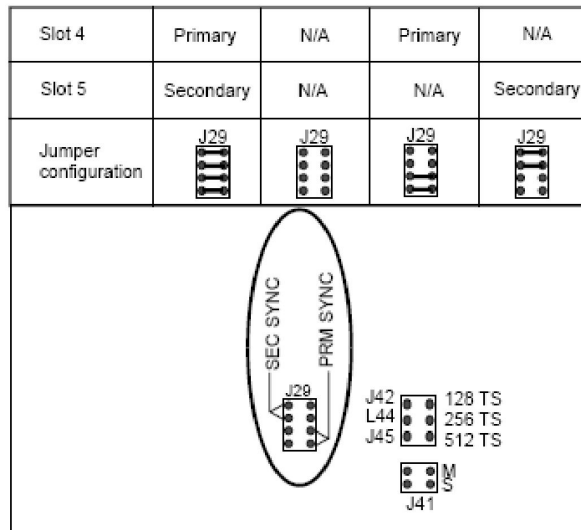 Slot 4 Primary N/A Primary N/A
Slot 5 Secondary N/A N/A Secondary
J29 J29 J29 J29
Jumper
configuration
SEC SYNC
PRM SYNC
J29
J42 128 TS
L44 256 TS
J45 512 TS
M
S
J41